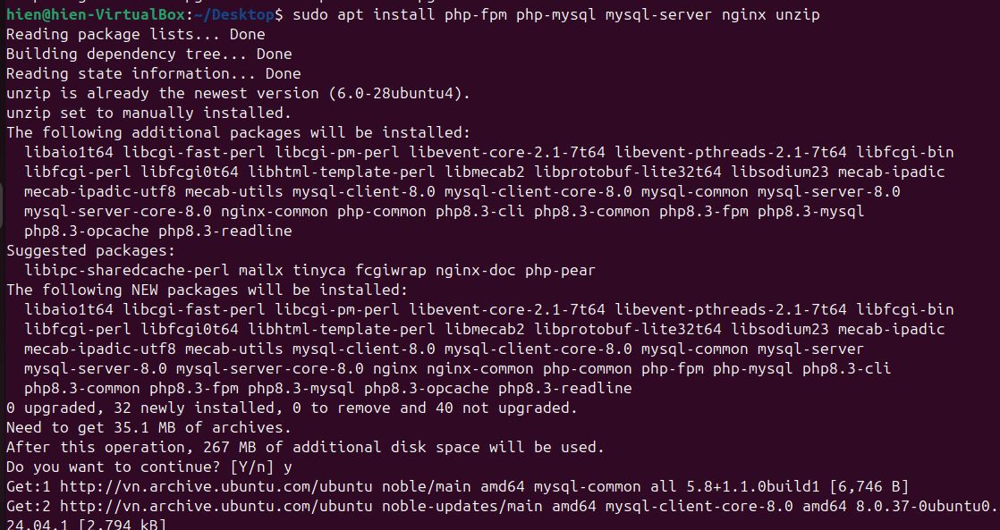 hien@hien-VirtualBox:~/Desktop$ sudo apt install php-fpm php-mysql mysql-server nginx unzip
Reading package lists... Done
Building dependency tree... Done
Reading state information... Done
unzip is already the newest version (6.0-28ubuntu4).
unzip set to manually installed.
The following additional packages will be installed:
  libaio1t64 libcgi-fast-perl libcgi-pm-perl libevent-core-2.1-7t64 libevent-pthreads-2.1-7t64 libfcgi-bin
  libfcgi-perl libfcgi0t64 libhtml-template-perl libmecab2 libprotobuf-lite32t64 libsodium23 mecab-ipadic
  mecab-ipadic-utf8 mecab-utils mysql-client-8.0 mysql-client-core-8.0 mysql-common mysql-server-8.0
  mysql-server-core-8.0 nginx-common php-common php8.3-cli php8.3-common php8.3-fpm php8.3-mysql
  php8.3-opcache php8.3-readline
Suggested packages:
  libipc-sharedcache-perl mailx tinyca fcgiwrap nginx-doc php-pear
The following NEW packages will be installed:
  libaio1t64 libcgi-fast-perl libcgi-pm-perl libevent-core-2.1-7t64 libevent-pthreads-2.1-7t64 libfcgi-bin
  libfcgi-perl libfcgi0t64 libhtml-template-perl libmecab2 libprotobuf-lite32t64 libsodium23 mecab-ipadic
  mecab-ipadic-utf8 mecab-utils mysql-client-8.0 mysql-client-core-8.0 mysql-common mysql-server
  mysql-server-8.0 mysql-server-core-8.0 nginx nginx-common php-common php-fpm php-mysql php8.3-cli
  php8.3-common php8.3-fpm php8.3-mysql php8.3-opcache php8.3-readline
0 upgraded, 32 newly installed, 0 to remove and 40 not upgraded.
Need to get 35.1 MB of archives.
After this operation, 267 MB of additional disk space will be used.
Do you want to continue? [Y/n] y
Get:1 http://vn.archive.ubuntu.com/ubuntu noble/main amd64 mysql-common all 5.8+1.1.0build1 [6,746 B]
Get:2 http://vn.archive.ubuntu.com/ubuntu noble-updates/main amd64 mysql-client-core-8.0 amd64 8.0.37-0ubuntu0.
24.04.1 [2,794 kB]